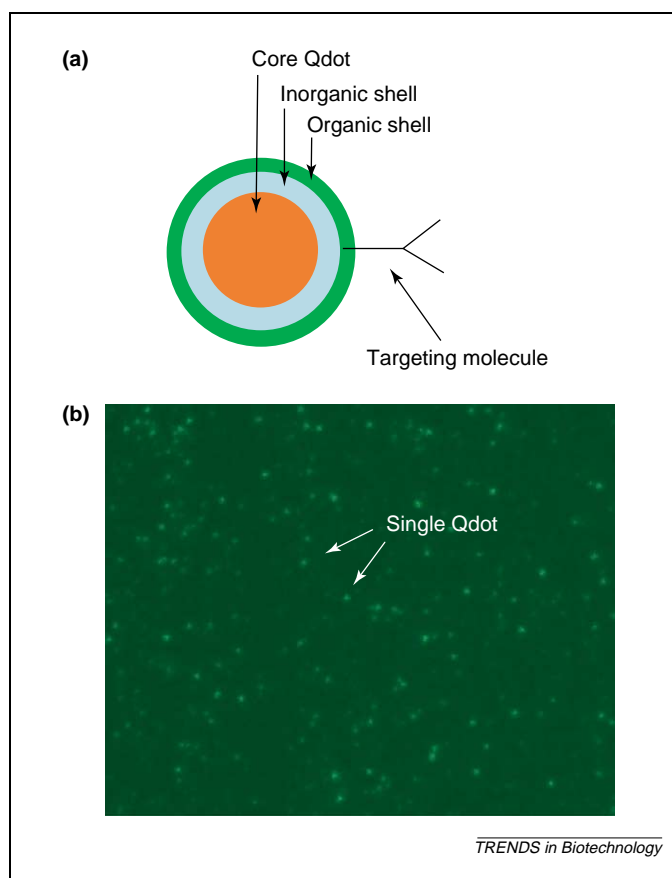 (a)
Core Qdot
Inorganic shell
Organic shell
Targeting molecule
(b)
Single Qdot
TRENDS in Biotechnology